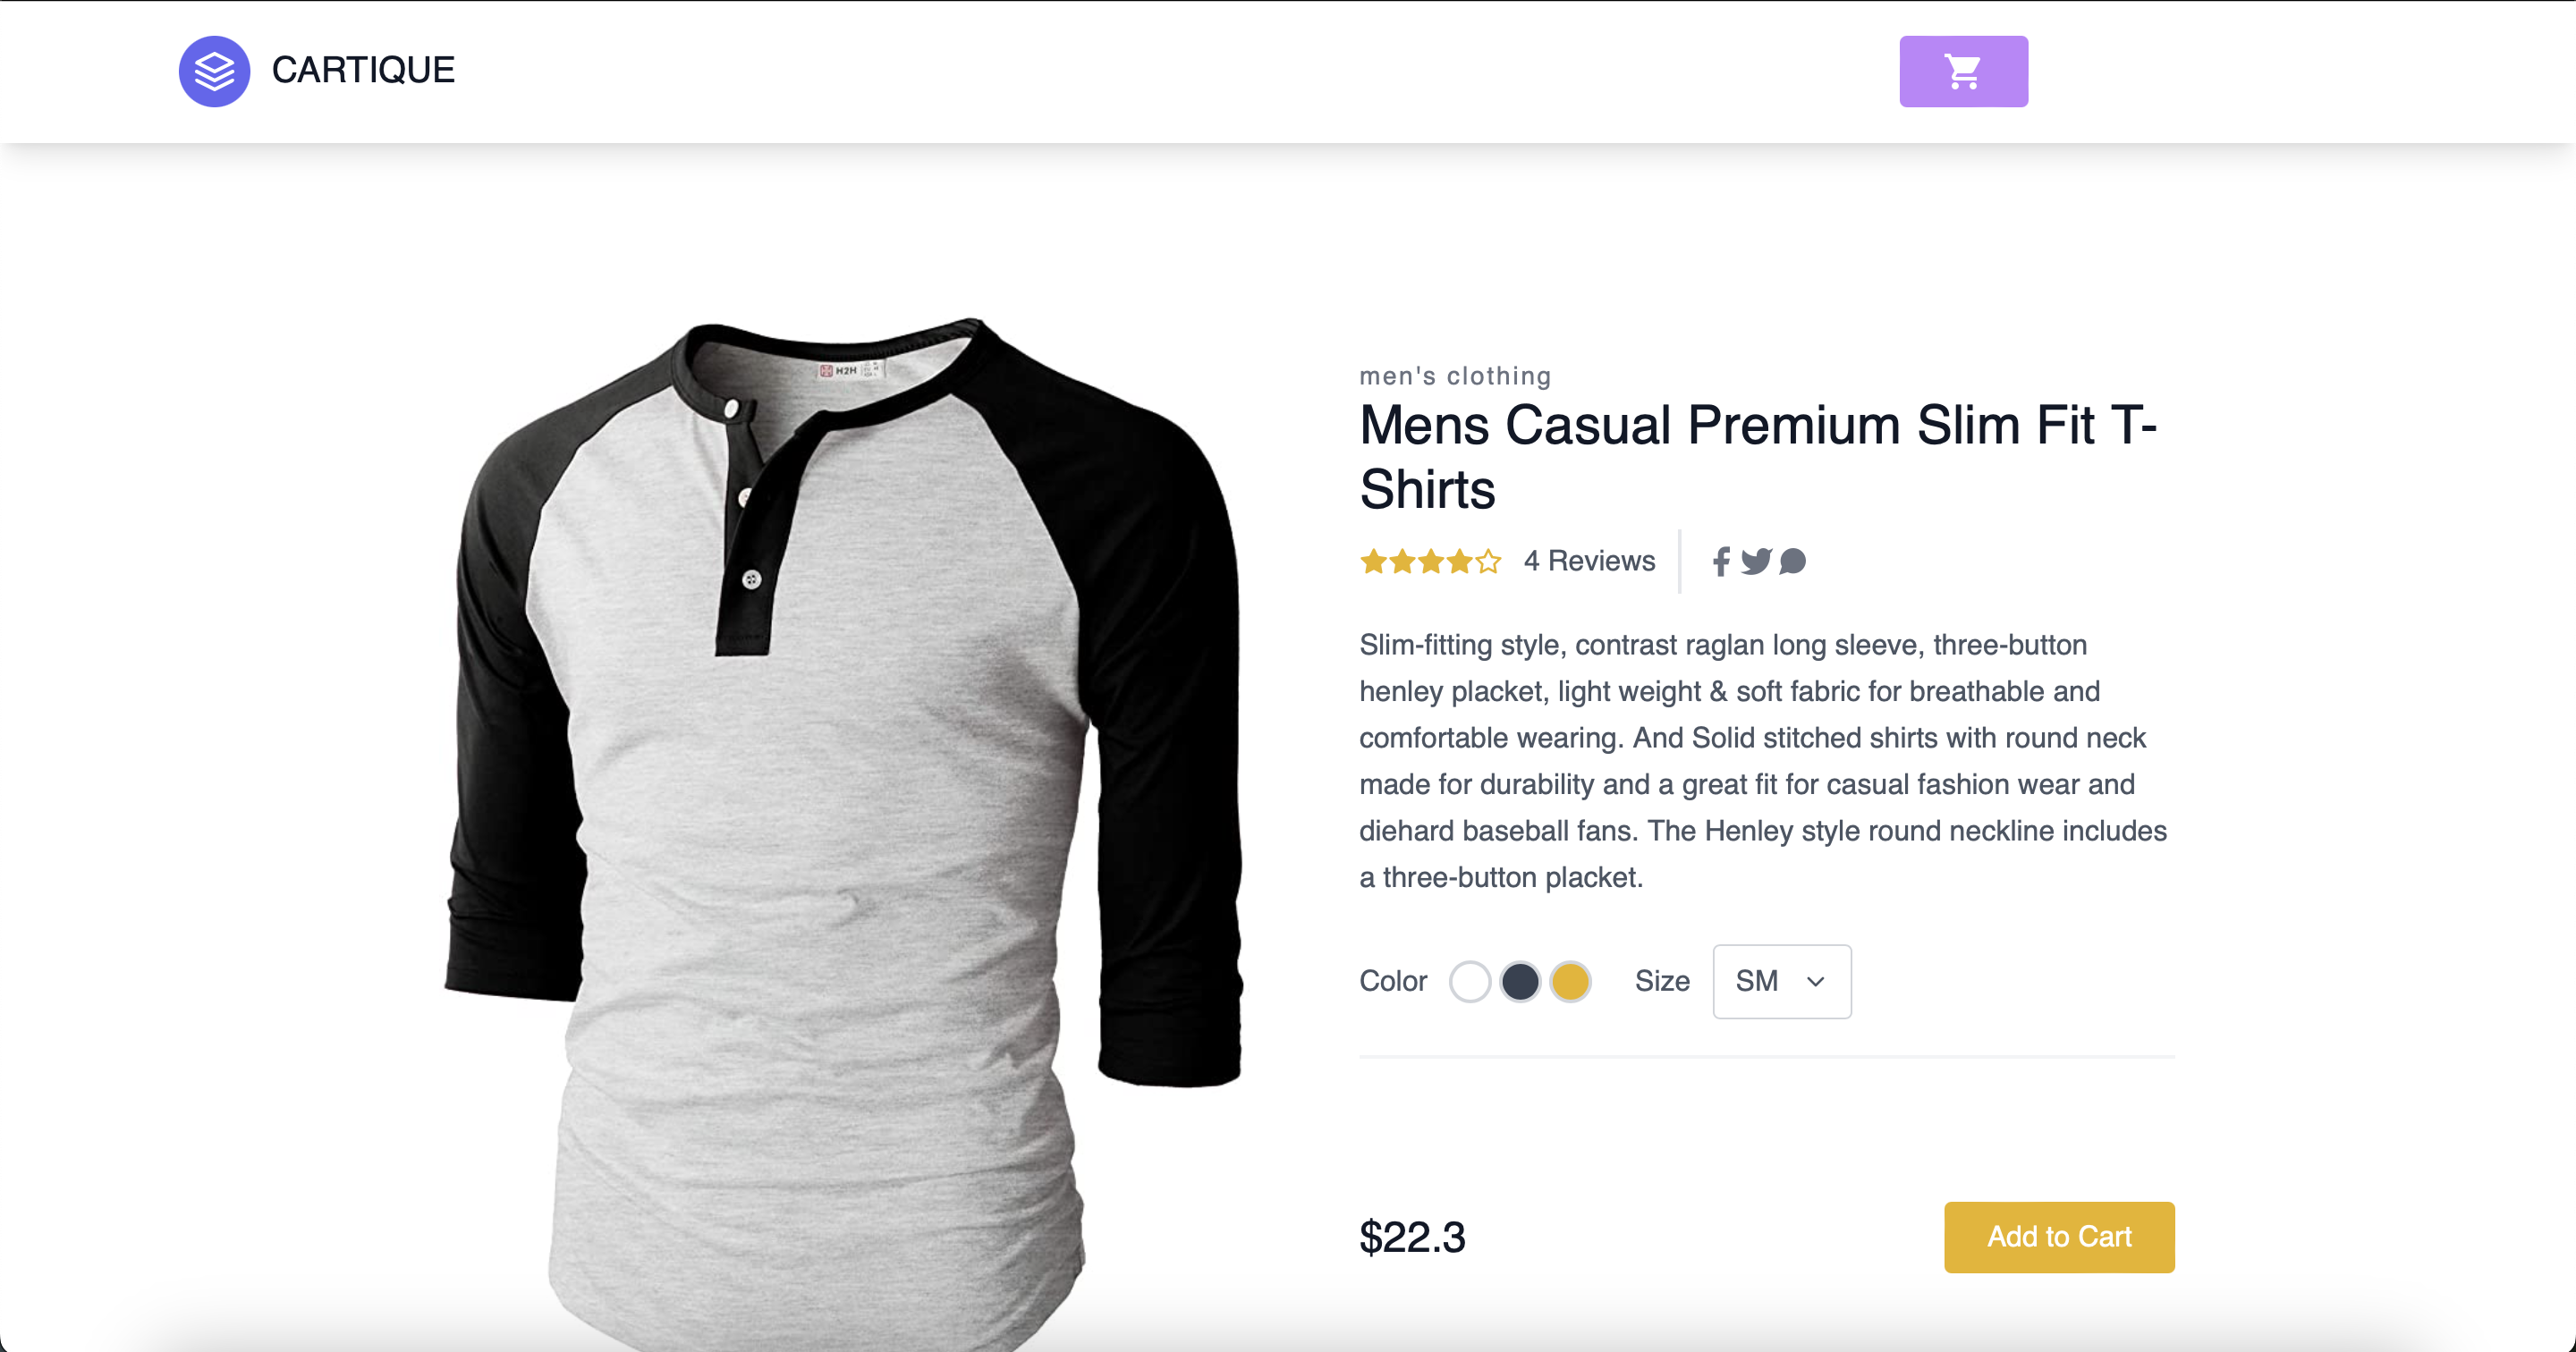 CARTIQUE
H2H
men's clothing
Mens Casual Premium Slim Fit T-
Shirts
4 Reviews
Slim-fitting style, contrast raglan long sleeve, three-button
henley placket, light weight & soft fabric for breathable and
comfortable wearing. And Solid stitched shirts with round neck
made for durability and a great fit for casual fashion wear and
diehard baseball fans. The Henley style round neckline includes
a three-button placket.
Color
Size
SM
$22.3
Add to Cart